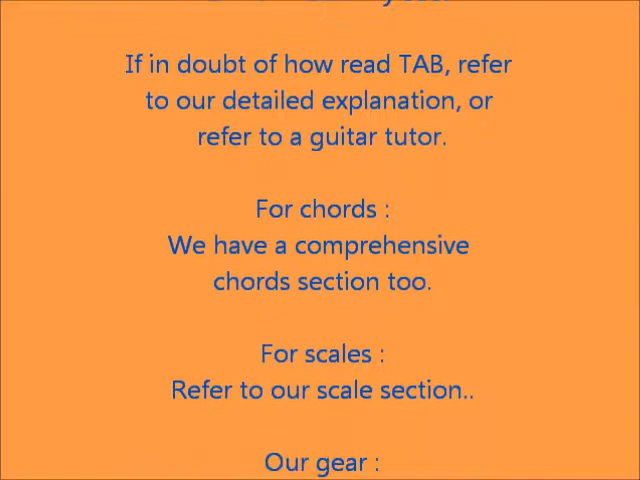 If in doubt of how read TAB, refer
to our detailed explanation, or
refer to a guitar tutor.
For chords :
We have a comprehensive
chords section too.
For scales :
Refer to our scale section..
Our gear :